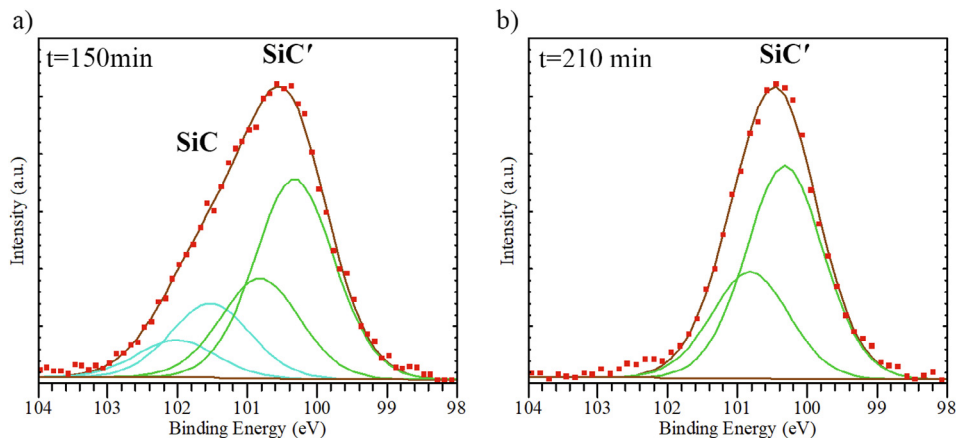 a)
t=150min
SiC′
SiC
Intensity (a.u.)
104 103 102 101 100 99 98
Binding Energy (eV)
b)
t=210 min
SiC′
Intensity (a.u.)
104 103 102 101 100 99 98
Binding Energy (eV)